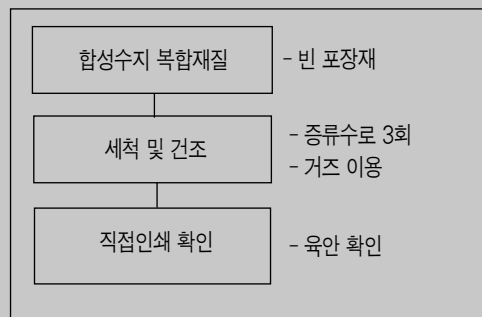 합성수지 복합재질
- 빈 포장재
세척 및 건조
- 증류수로 3회
- 거즈 이용
직접인쇄 확인
- 육안 확인